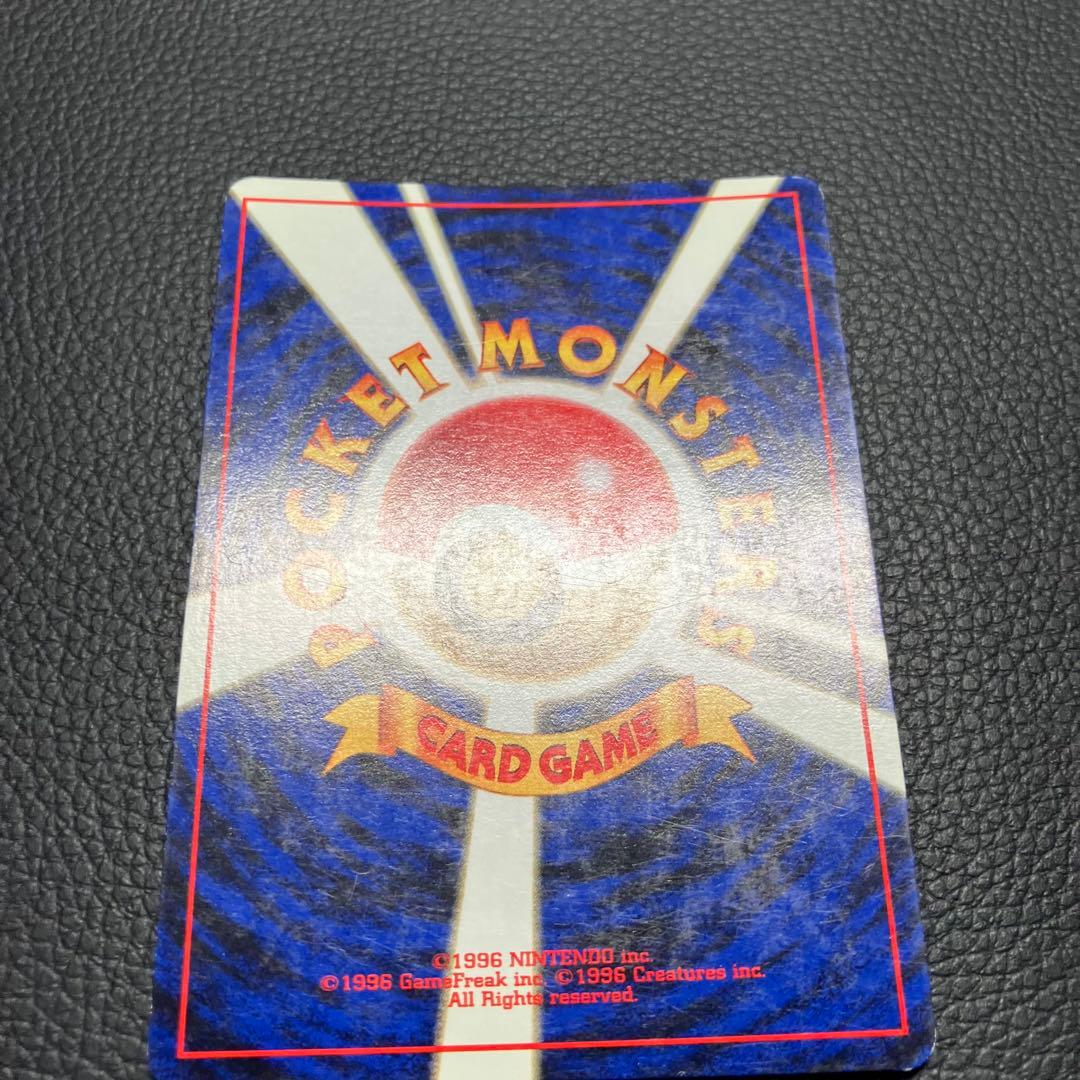 POCKET MONSTERS
CARD GAME
©1996 NINTENDO inc.
©1996 GameFreak inc. ©1996 Creatures inc.
All Rights reserved.